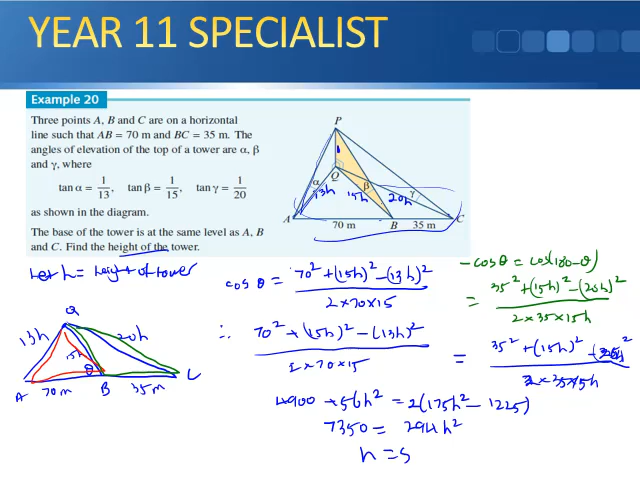 YEAR 11 SPECIALIST
Example 20
Three points A, B and C are on a horizontal
line such that AB = 70 m and BC = 35 m. The
angles of elevation of the top of a tower are α, β
and γ, where
tan α = 1/13, tan β = 1/15, tan γ = 1/20
as shown in the diagram.
The base of the tower is at the same level as A, B
and C. Find the height of the tower.
P
α
Q
β
γ
13h
15h
20h
A
70 m
B
35 m
C
Let h = height of tower
Q
13h
20h
15h
θ
A
70m
B
35m
C
cos θ = 70² + (15h)² - (13h)² / 2 × 70 × 15
- cos θ = cos(180 - θ)
= 35² + (15h)² - (20h)² / 2 × 35 × 15h
∴ 70² + (15h)² - (13h)² / 2 × 70 × 15 = 35² + (15h)² - (20h)² / 2 × 35 × 15h
4900 + 56h² = 2(175h² - 1225)
7350 = 294h²
h = 5